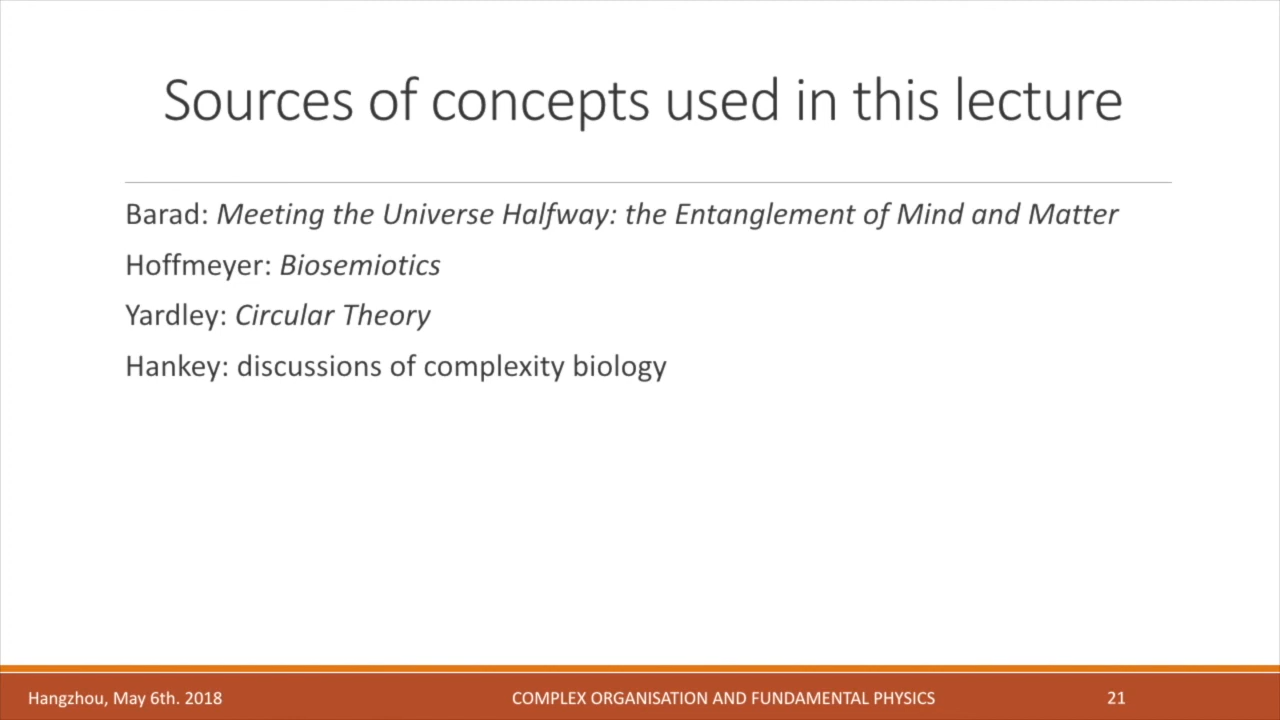 Sources of concepts used in this lecture
Barad: Meeting the Universe Halfway: the Entanglement of Mind and Matter
Hoffmeyer: Biosemiotics
Yardley: Circular Theory
Hankey: discussions of complexity biology
Hangzhou, May 6th. 2018
COMPLEX ORGANISATION AND FUNDAMENTAL PHYSICS
21